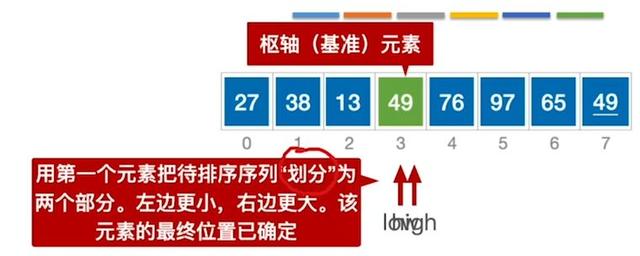 枢轴（基准）元素
27 38 13 49 76 97 65 49
0 1 2 3 4 5 6 7
用第一个元素把待排序序列“划分”为
两个部分。左边更小，右边更大。该
元素的最终位置已确定
low high